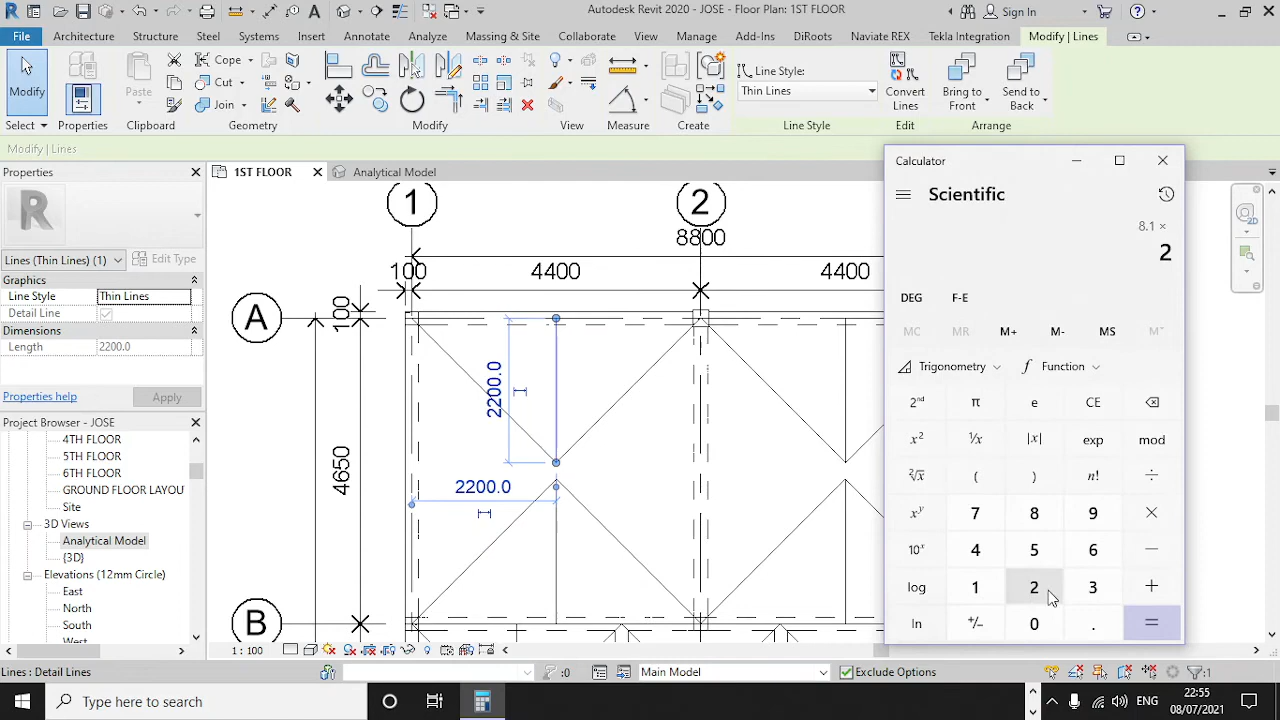 Autodesk Revit 2020 - JOSE - Floor Plan: 1ST FLOOR
Sign In
File Architecture Structure Steel Systems Insert Annotate Analyze Massing & Site Collaborate View Manage Add-Ins DiRoots Naviate REX Tekla Integration Modify | Lines
Modify
Paste
Cope
Cut
Join
Line Style:
Thin Lines
Convert Lines
Bring to Front
Send to Back
Select Properties Clipboard Geometry Modify View Measure Create Line Style Edit Arrange
Modify | Lines
Properties
1ST FLOOR
Analytical Model
Lines (Thin Lines) (1)
Edit Type
Graphics
Line Style Thin Lines
Detail Line
Dimensions
Length 2200.0
Properties help
Apply
Project Browser - JOSE
4TH FLOOR
5TH FLOOR
6TH FLOOR
GROUND FLOOR LAYOU
Site
3D Views
Analytical Model
{3D}
Elevations (12mm Circle)
East
North
South
West
1
2
8800
100
4400
4400
A
100
2200.0
2200.0
4650
B
Calculator
Scientific
8.1 ×
2
DEG F-E
MC MR M+ M- MS M˅
Trigonometry
Function
2nd π e CE
x² ¹/x |x| exp mod
²√x ( ) n! ÷
xʸ 7 8 9 ×
10ˣ 4 5 6 −
log 1 2 3 +
ln +/− 0 . =
1 : 100
Lines : Detail Lines
:0
Main Model
Exclude Options
:1
Type here to search
ENG
22:55
08/07/2021